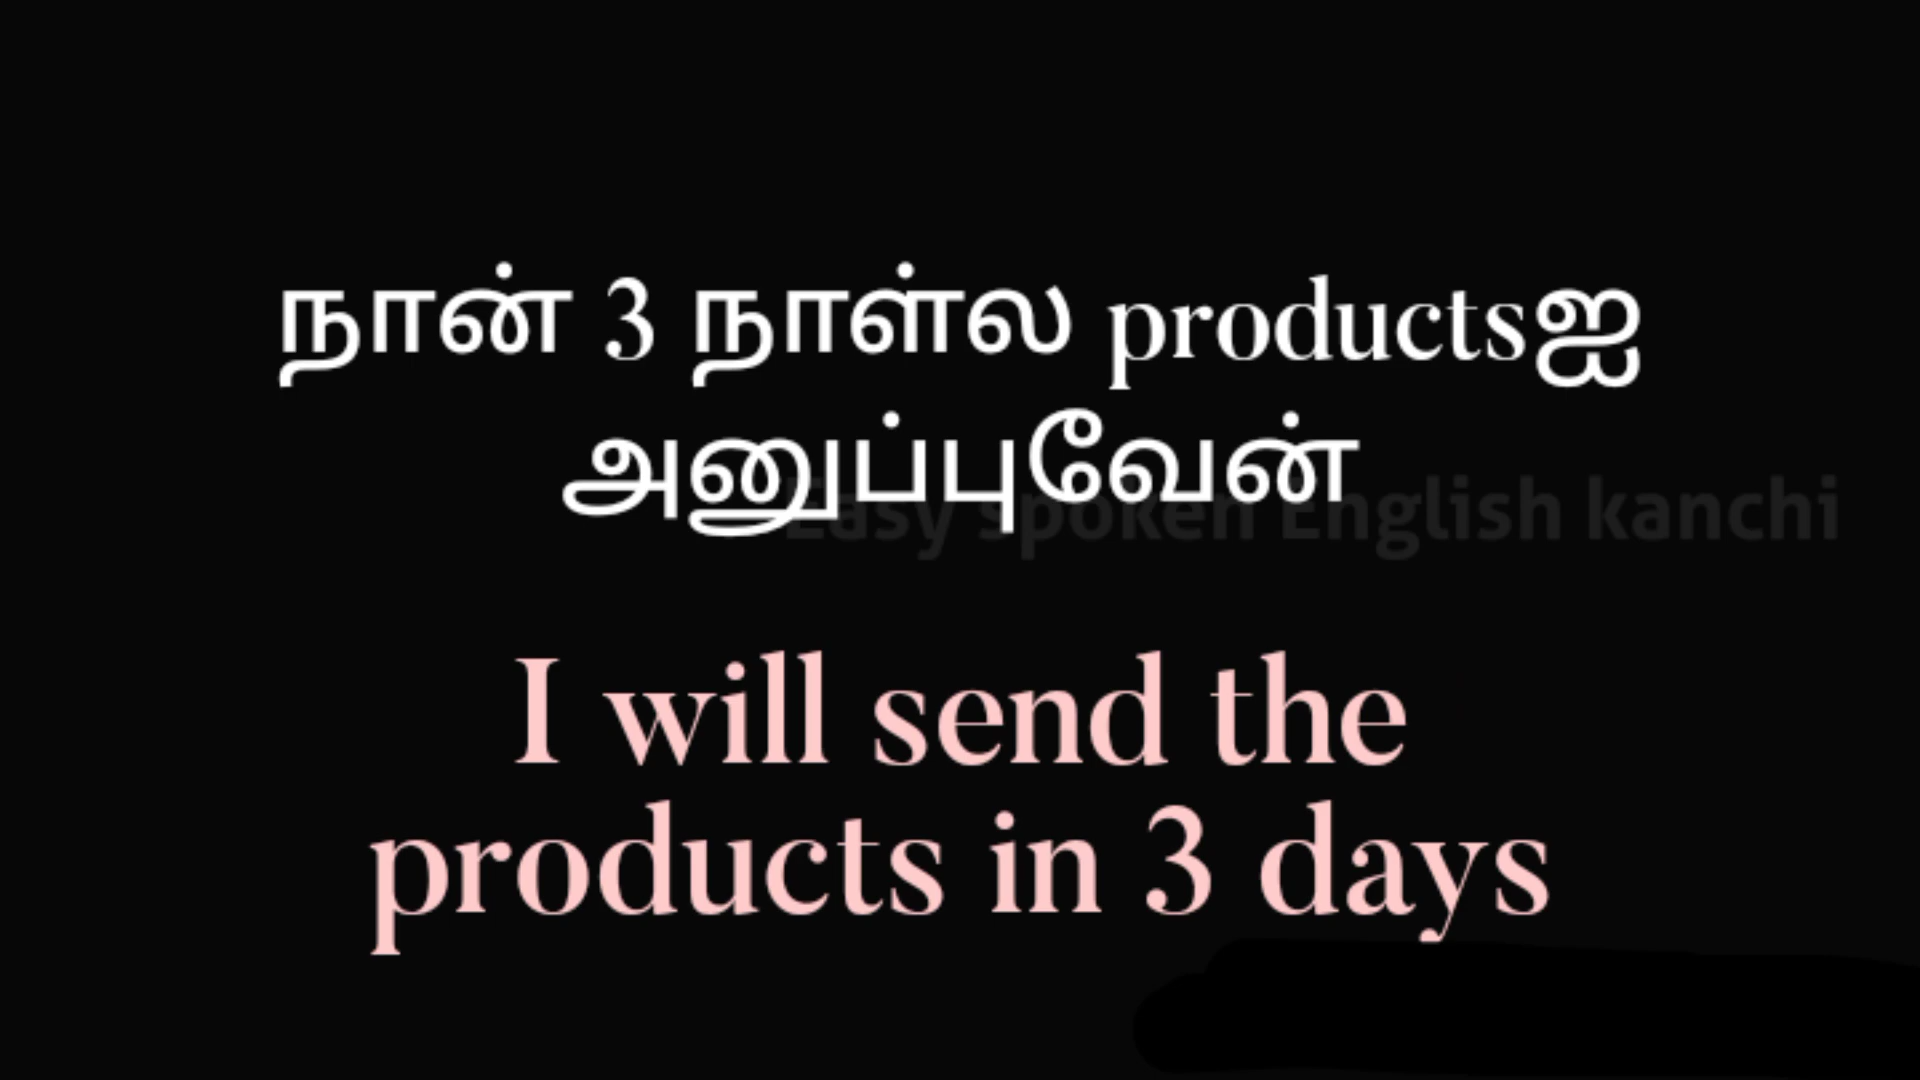 நான் 3 நாள்ல productsஐ
அனுப்புவேன்
Easy spoken English kanchi
I will send the
products in 3 days